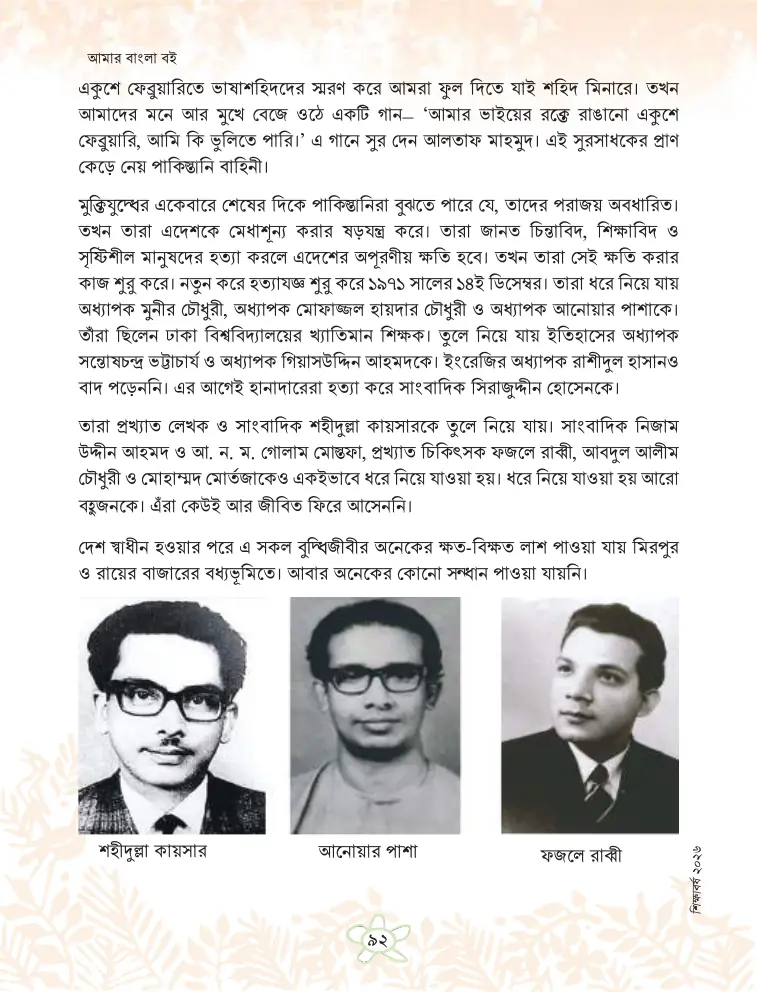 আমার বাংলা বই
একুশে ফেব্রুয়ারিতে ভাষাশহিদদের স্মরণ করে আমরা ফুল দিতে যাই শহিদ মিনারে। তখন
আমাদের মনে আর মুখে বেজে ওঠে একটি গান– ‘আমার ভাইয়ের রক্তে রাঙানো একুশে
ফেব্রুয়ারি, আমি কি ভুলিতে পারি।’ এ গানে সুর দেন আলতাফ মাহমুদ। এই সুরসাধকের প্রাণ
কেড়ে নেয় পাকিস্তানি বাহিনী।
মুক্তিযুদ্ধের একেবারে শেষের দিকে পাকিস্তানিরা বুঝতে পারে যে, তাদের পরাজয় অবধারিত।
তখন তারা এদেশকে মেধাশূন্য করার ষড়যন্ত্র করে। তারা জানত চিন্তাবিদ, শিক্ষাবিদ ও
সৃষ্টিশীল মানুষদের হত্যা করলে এদেশের অপূরণীয় ক্ষতি হবে। তখন তারা সেই ক্ষতি করার
কাজ শুরু করে। নতুন করে হত্যাযজ্ঞ শুরু করে ১৯৭১ সালের ১৪ই ডিসেম্বর। তারা ধরে নিয়ে যায়
অধ্যাপক মুনীর চৌধুরী, অধ্যাপক মোফাজ্জল হায়দার চৌধুরী ও অধ্যাপক আনোয়ার পাশাকে।
তাঁরা ছিলেন ঢাকা বিশ্ববিদ্যালয়ের খ্যাতিমান শিক্ষক। তুলে নিয়ে যায় ইতিহাসের অধ্যাপক
সন্তোষচন্দ্র ভট্টাচার্য ও অধ্যাপক গিয়াসউদ্দিন আহমদকে। ইংরেজির অধ্যাপক রাশীদুল হাসানও
বাদ পড়েননি। এর আগেই হানাদারেরা হত্যা করে সাংবাদিক সিরাজুদ্দীন হোসেনকে।
তারা প্রখ্যাত লেখক ও সাংবাদিক শহীদুল্লা কায়সারকে তুলে নিয়ে যায়। সাংবাদিক নিজাম
উদ্দীন আহমদ ও আ. ন. ম. গোলাম মোস্তফা, প্রখ্যাত চিকিৎসক ফজলে রাব্বী, আবদুল আলীম
চৌধুরী ও মোহাম্মদ মোর্তজাকেও একইভাবে ধরে নিয়ে যাওয়া হয়। ধরে নিয়ে যাওয়া হয় আরো
বহুজনকে। এঁরা কেউই আর জীবিত ফিরে আসেননি।
দেশ স্বাধীন হওয়ার পরে এ সকল বুদ্ধিজীবীর অনেকের ক্ষত-বিক্ষত লাশ পাওয়া যায় মিরপুর
ও রায়ের বাজারের বধ্যভূমিতে। আবার অনেকের কোনো সন্ধান পাওয়া যায়নি।
শহীদুল্লা কায়সার
আনোয়ার পাশা
ফজলে রাব্বী
শিক্ষাবর্ষ ২০২৬
৯২